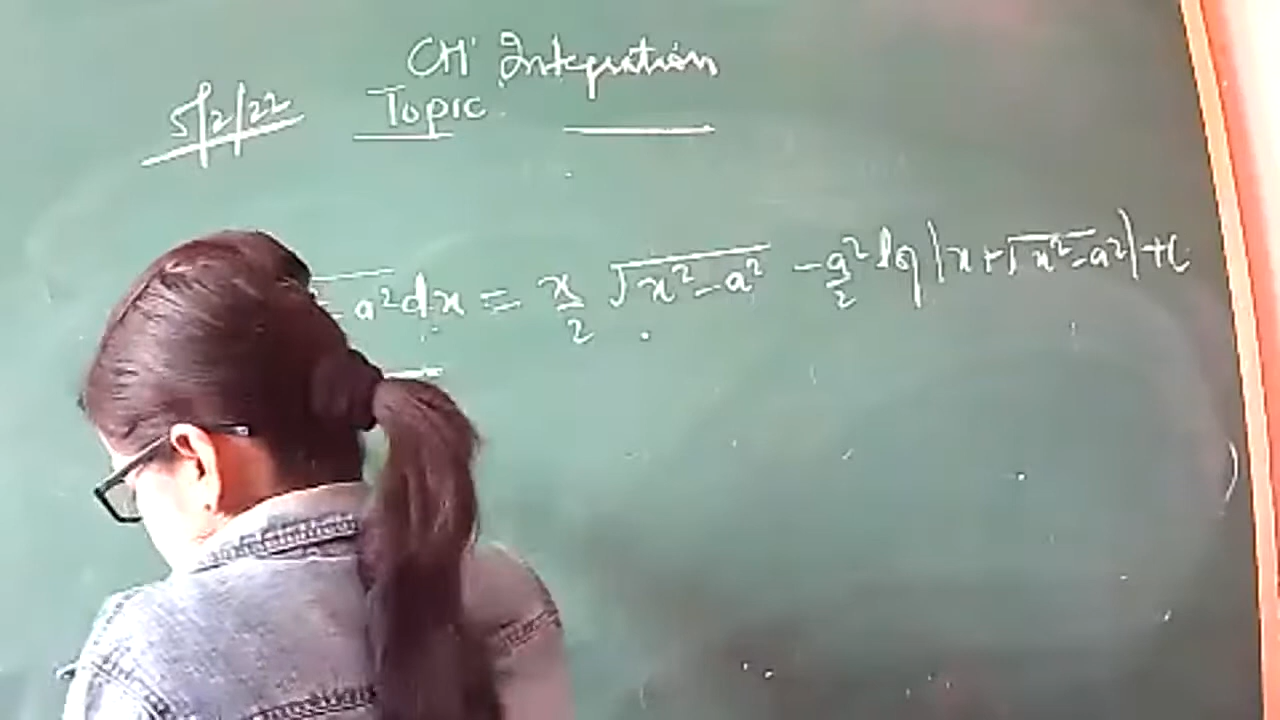 CH' Integration
5/2/22 Topic:
- a²dx = x/2 √x²-a² - a²/2 log|x+√x²-a²|+c